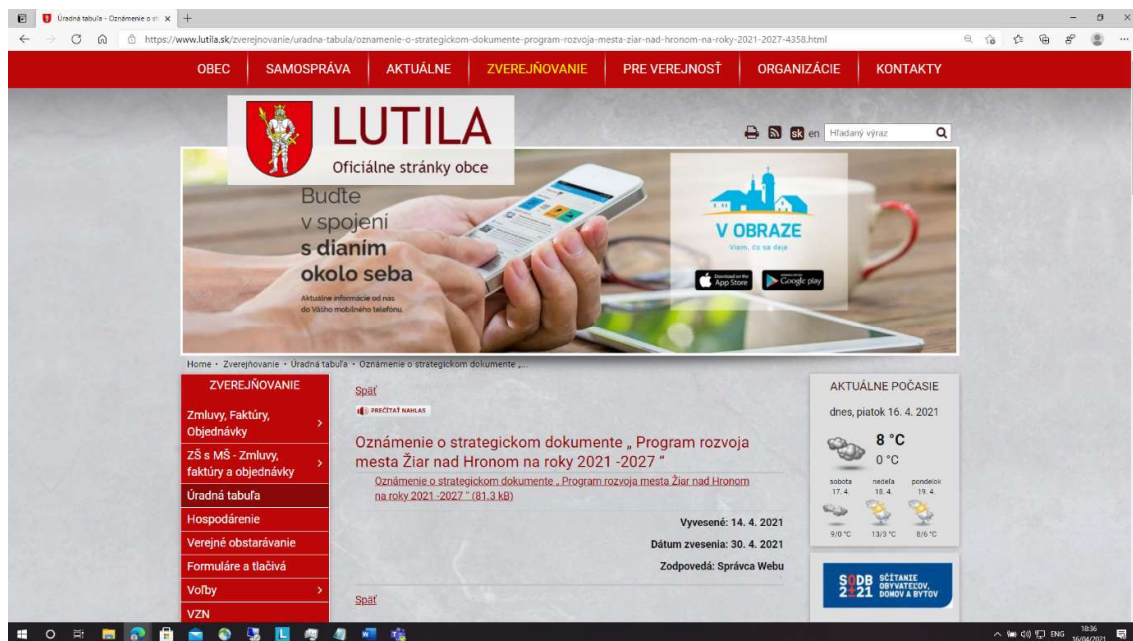 Úradná tabuľa - Oznámenie o st
https://www.lutila.sk/zverejnovanie/uradna-tabula/oznamenie-o-strategickom-dokumente-program-rozvoja-mesta-ziar-nad-hronom-na-roky-2021-2027-4358.html
OBEC SAMOSPRÁVA AKTUÁLNE ZVEREJŇOVANIE PRE VEREJNOSŤ ORGANIZÁCIE KONTAKTY
LUTILA
Oficiálne stránky obce
sk en Hľadaný výraz
Buďte
v spojení
s dianím
okolo seba
Aktuálne informácie od nás
do Vášho mobilného telefónu.
V OBRAZE
Viem, čo sa deje
Download on the
App Store
Google play
Home • Zverejňovanie • Úradná tabuľa • Oznámenie o strategickom dokumente „...
ZVEREJŇOVANIE
Zmluvy, Faktúry,
Objednávky
ZŠ s MŠ - Zmluvy,
faktúry a objednávky
Úradná tabuľa
Hospodárenie
Verejné obstarávanie
Formuláre a tlačivá
Voľby
VZN
Späť
PREČÍTAŤ NAHLAS
Oznámenie o strategickom dokumente „ Program rozvoja
mesta Žiar nad Hronom na roky 2021 -2027 “
Oznámenie o strategickom dokumente „ Program rozvoja mesta Žiar nad Hronom
na roky 2021 -2027 “ (81.3 kB)
Vyvesené: 14. 4. 2021
Dátum zvesenia: 30. 4. 2021
Zodpovedá: Správca Webu
Späť
AKTUÁLNE POČASIE
dnes, piatok 16. 4. 2021
8 °C
0 °C
sobota nedeľa pondelok
17. 4. 18. 4. 19. 4.
9/0 °C 13/3 °C 8/6 °C
SODB SČÍTANIE
2021 OBYVATEĽOV,
DOMOV A BYTOV
ENG
18:36
16/04/2021